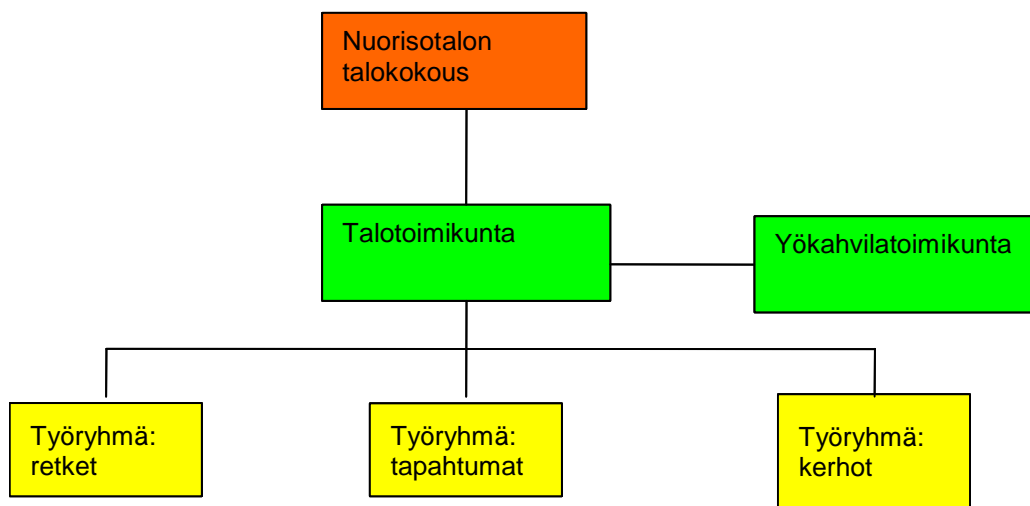 Nuorisotalon
talokokous
Talotoimikunta
Yökahvilatoimikunta
Työryhmä:
retket
Työryhmä:
tapahtumat
Työryhmä:
kerhot